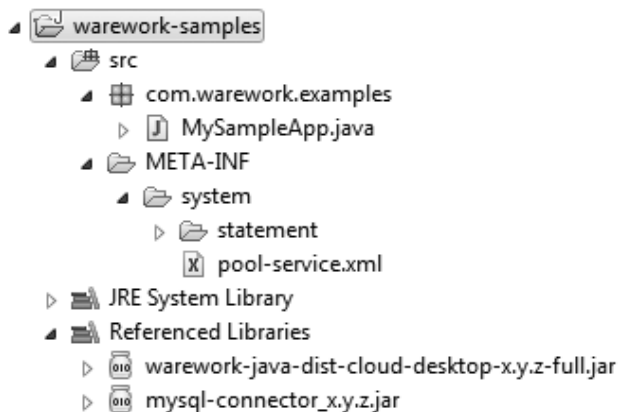 warework-samples
src
com.warework.examples
MySampleApp.java
META-INF
system
statement
pool-service.xml
JRE System Library
Referenced Libraries
warework-java-dist-cloud-desktop-x.y.z-full.jar
mysql-connector_x.y.z.jar